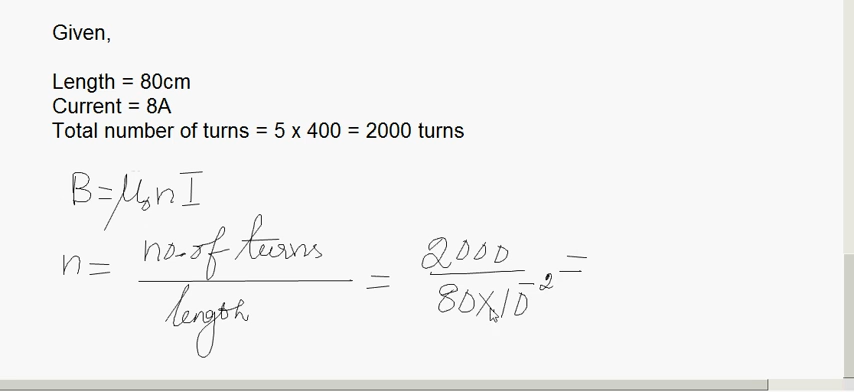 Given,
Length = 80cm
Current = 8A
Total number of turns = 5 x 400 = 2000 turns
B = μ₀nI
n = no. of turns / length = 2000 / 80×10⁻² =